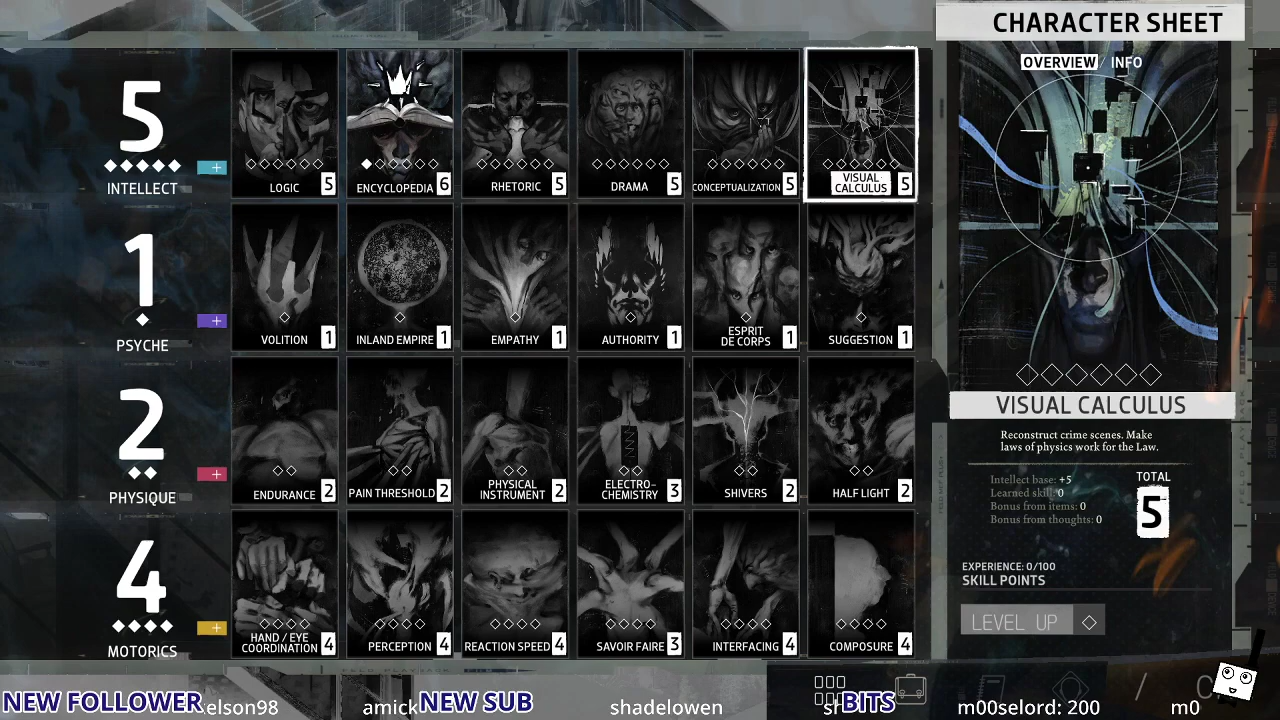 CHARACTER SHEET
OVERVIEW / INFO
5
INTELLECT
+
LOGIC 5
ENCYCLOPEDIA 6
RHETORIC 5
DRAMA 5
CONCEPTUALIZATION 5
VISUAL
CALCULUS 5
1
PSYCHE
+
VOLITION 1
INLAND EMPIRE 1
EMPATHY 1
AUTHORITY 1
ESPRIT
DE CORPS 1
SUGGESTION 1
2
PHYSIQUE
+
ENDURANCE 2
PAIN THRESHOLD 2
PHYSICAL
INSTRUMENT 2
ELECTRO-
CHEMISTRY 3
SHIVERS 2
HALF LIGHT 2
4
MOTORICS
+
HAND / EYE
COORDINATION 4
PERCEPTION 4
REACTION SPEED 4
SAVOIR FAIRE 3
INTERFACING 4
COMPOSURE 4
VISUAL CALCULUS
Reconstruct crime scenes. Make
laws of physics work for the Law.
Intellect base: +5
Learned skill: 0
Bonus from items: 0
Bonus from thoughts: 0
TOTAL
5
EXPERIENCE: 0/100
SKILL POINTS
LEVEL UP
NEW FOLLOWER elson98 amick NEW SUB shadelowen BITS m00selord: 200 m0